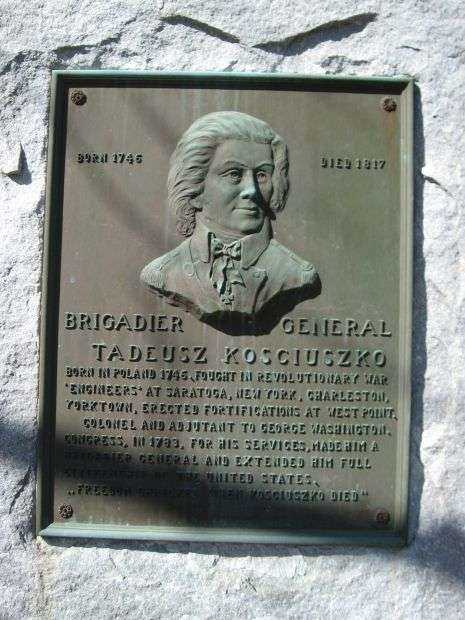 BORN 1746
DIED 1817
BRIGADIER GENERAL
TADEUSZ KOSCIUSZKO
BORN IN POLAND 1746, FOUGHT IN REVOLUTIONARY WAR
"ENGINEERS" AT SARATOGA, NEW YORK, CHARLESTON,
YORKTOWN, ERECTED FORTIFICATIONS AT WEST POINT,
COLONEL AND ADJUTANT TO GEORGE WASHINGTON.
CONGRESS, IN 1783, FOR HIS SERVICES, MADE HIM A
BRIGADIER GENERAL AND EXTENDED HIM FULL
CITIZENSHIP OF THE UNITED STATES.
„FREEDOM SHRIEKED WHEN KOSCIUSZKO DIED"